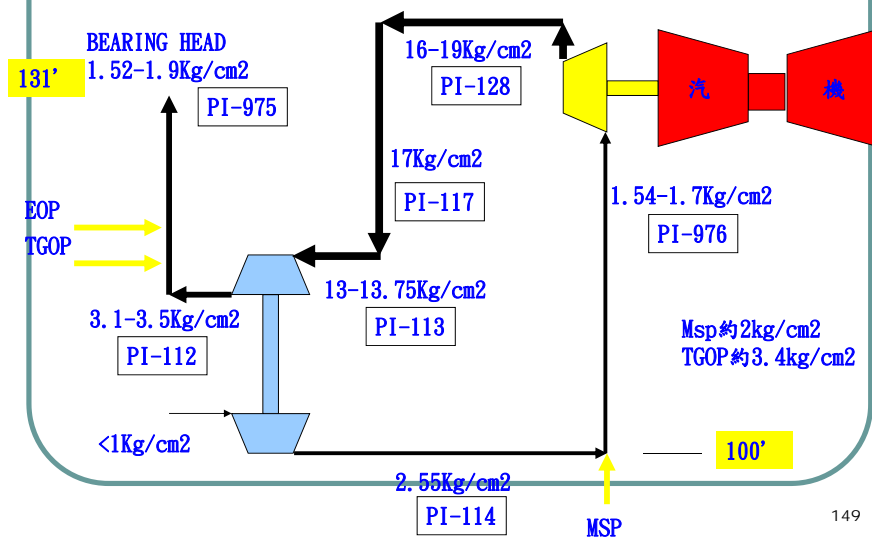 BEARING HEAD
1.52-1.9Kg/cm2
131'
PI-975
16-19Kg/cm2
PI-128
汽
機
17Kg/cm2
PI-117
1.54-1.7Kg/cm2
PI-976
EOP
TGOP
13-13.75Kg/cm2
PI-113
3.1-3.5Kg/cm2
PI-112
Msp約2kg/cm2
TGOP約3.4kg/cm2
<1Kg/cm2
100'
2.55Kg/cm2
PI-114
MSP
149